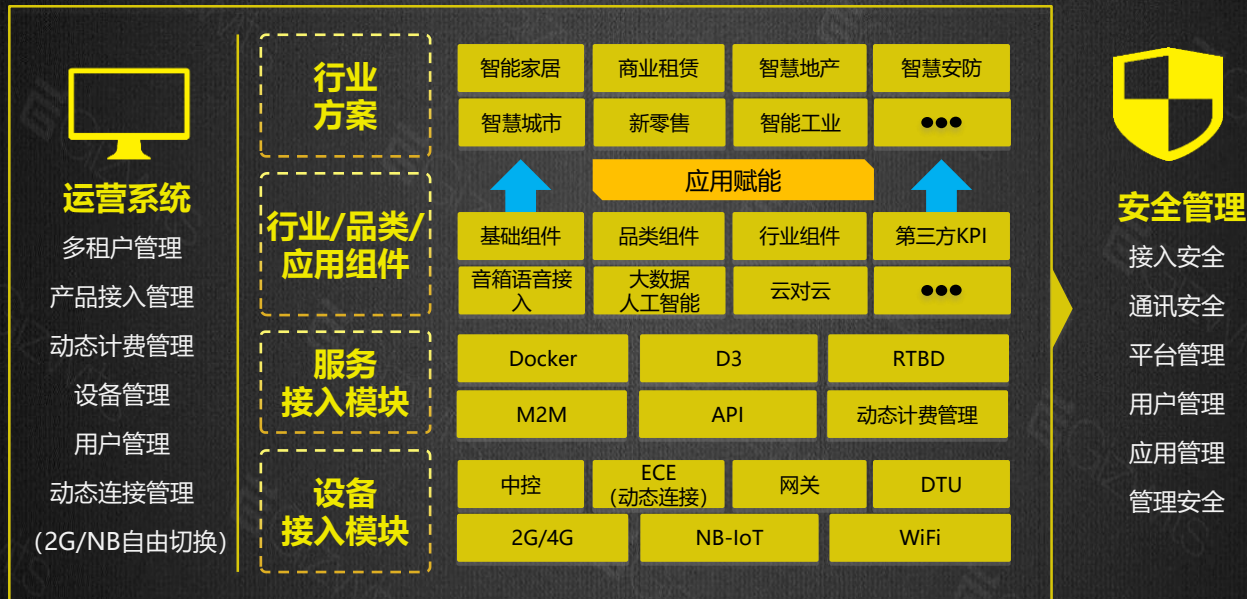 运营系统
多租户管理
产品接入管理
动态计费管理
设备管理
用户管理
动态连接管理
(2G/NB自由切换)
行业
方案
智能家居
商业租赁
智慧地产
智慧安防
智慧城市
新零售
智能工业
•••
应用赋能
行业/品类/
应用组件
基础组件
品类组件
行业组件
第三方KPI
音箱语音接
入
大数据
人工智能
云对云
•••
服务
接入模块
Docker
D3
RTBD
M2M
API
动态计费管理
设备
接入模块
中控
ECE
(动态连接)
网关
DTU
2G/4G
NB-IoT
WiFi
安全管理
接入安全
通讯安全
平台管理
用户管理
应用管理
管理安全